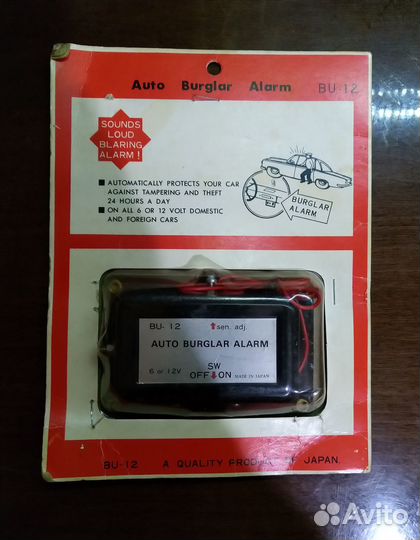 Auto Burglar Alarm BU-12
SOUNDS
LOUD
BLARING
ALARM!
■ AUTOMATICALLY PROTECTS YOUR CAR
AGAINST TAMPERING AND THEFT
24 HOURS A DAY
■ ON ALL 6 OR 12 VOLT DOMESTIC
AND FOREIGN CARS
BURGLAR
ALARM
BU-12 ⬆sen. adj.
AUTO BURGLAR ALARM
SW
6 or 12V OFF⬇ON MADE IN JAPAN
BU-12 A QUALITY PRODUCT OF JAPAN.
Avito